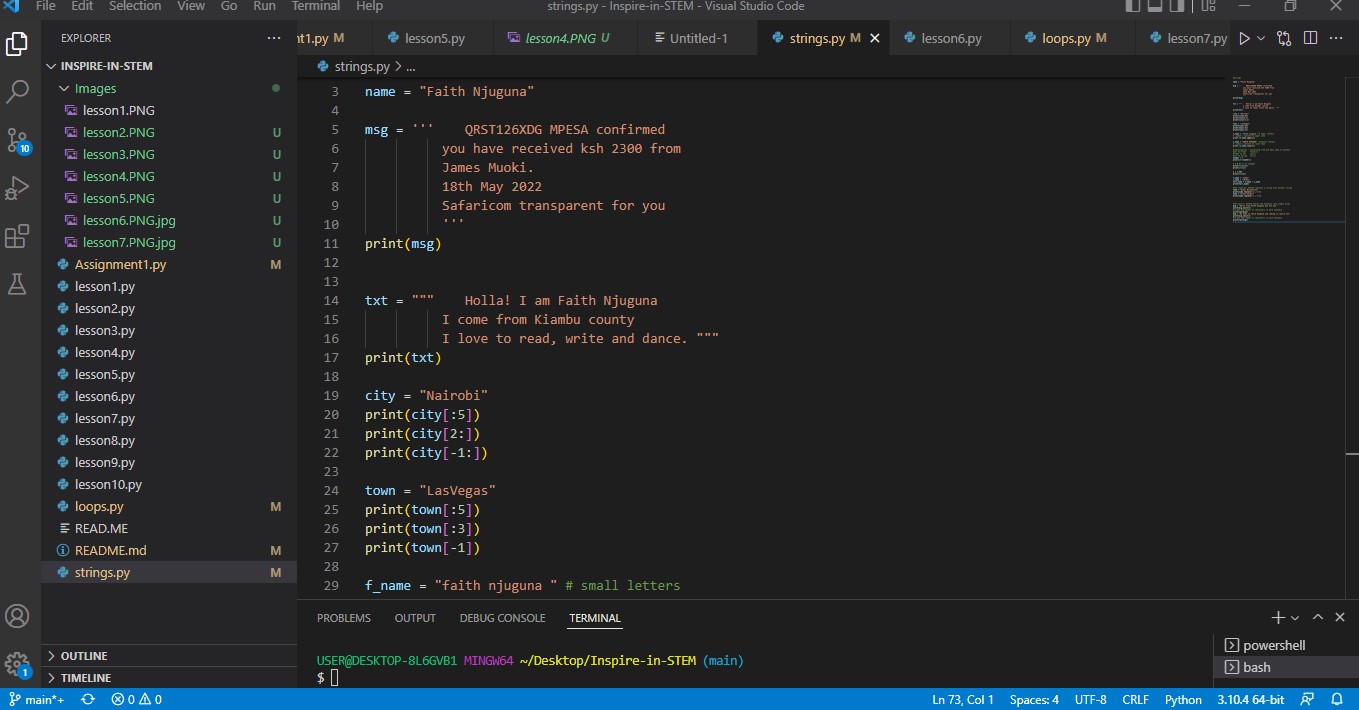 File Edit Selection View Go Run Terminal Help
strings.py - Inspire-in-STEM - Visual Studio Code
EXPLORER
INSPIRE-IN-STEM
Images
lesson1.PNG
lesson2.PNG U
lesson3.PNG U
lesson4.PNG U
lesson5.PNG U
lesson6.PNG.jpg U
lesson7.PNG.jpg U
Assignment1.py M
lesson1.py
lesson2.py
lesson3.py
lesson4.py
lesson5.py
lesson6.py
lesson7.py
lesson8.py
lesson9.py
lesson10.py
loops.py M
READ.ME
README.md M
strings.py M
OUTLINE
TIMELINE
10
1
nt1.py M lesson5.py lesson4.PNG U Untitled-1 strings.py M lesson6.py loops.py M lesson7.py
strings.py > ...
3 name = "Faith Njuguna"
4
5 msg = '''    QRST126XDG MPESA confirmed
6           you have received ksh 2300 from
7           James Muoki.
8           18th May 2022
9           Safaricom transparent for you
10           '''
11 print(msg)
12
13
14 txt = """    Holla! I am Faith Njuguna
15           I come from Kiambu county
16           I love to read, write and dance. """
17 print(txt)
18
19 city = "Nairobi"
20 print(city[:5])
21 print(city[2:])
22 print(city[-1:])
23
24 town = "LasVegas"
25 print(town[:5])
26 print(town[:3])
27 print(town[-1])
28
29 f_name = "faith njuguna " # small letters
PROBLEMS OUTPUT DEBUG CONSOLE TERMINAL
USER@DESKTOP-8L6GVB1 MINGW64 ~/Desktop/Inspire-in-STEM (main)
$
powershell
bash
main*+ 0 0 Ln 73, Col 1 Spaces: 4 UTF-8 CRLF Python 3.10.4 64-bit